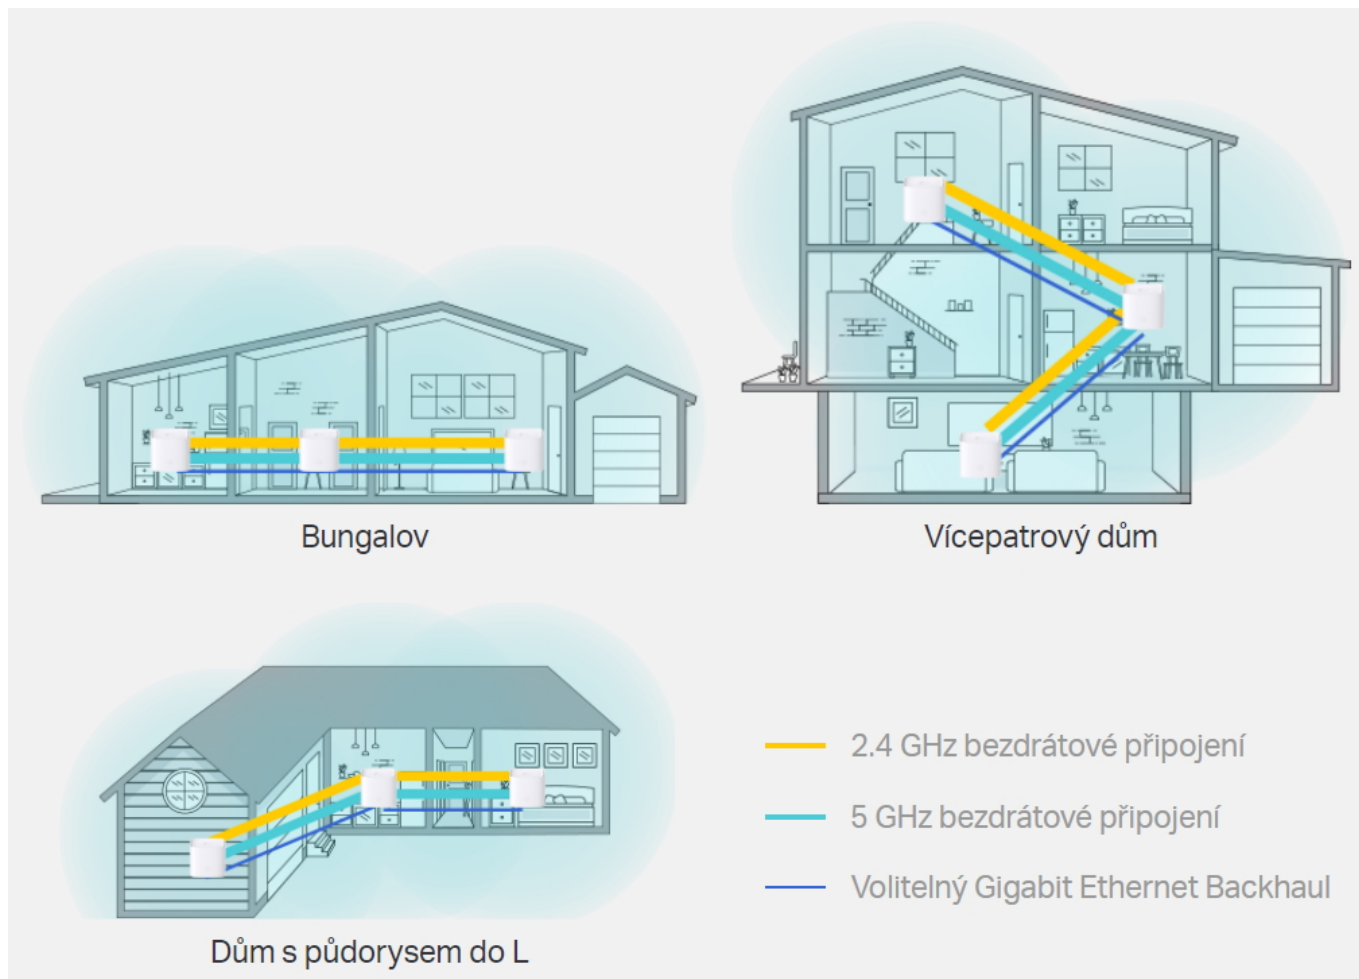 Bungalov
Vícepatrový dům
2.4 GHz bezdrátové připojení
5 GHz bezdrátové připojení
Volitelný Gigabit Ethernet Backhaul
Dům s půdorysem do L